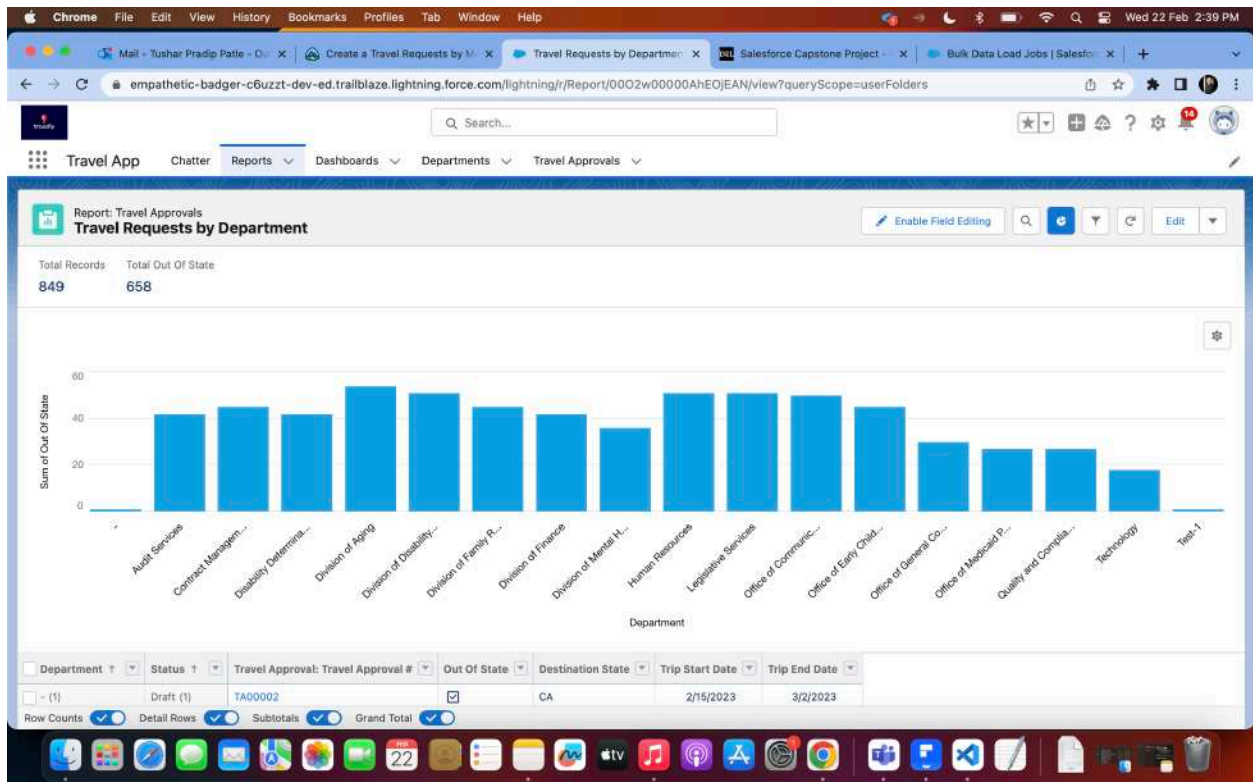 Chrome File Edit View History Bookmarks Profiles Tab Window Help Wed 22 Feb 2:39 PM
Mail - Tushar Pradip Patle - Ou Create a Travel Requests by M Travel Requests by Departmen Salesforce Capstone Project - Bulk Data Load Jobs | Salesfor
empathetic-badger-c6uzzt-dev-ed.trailblaze.lightning.force.com/lightning/r/Report/00O2w00000AhEOjEAN/view?queryScope=userFolders
Search... 14
Travel App Chatter Reports Dashboards Departments Travel Approvals
Report: Travel Approvals
Travel Requests by Department
Enable Field Editing Edit
Total Records Total Out Of State
849 658
Sum of Out Of State
60
40
20
0
- Audit Services Contract Managem... Disability Determina... Division of Aging Division of Disability... Division of Family R... Division of Finance Division of Mental H... Human Resources Legislative Services Office of Communic... Office of Early Child... Office of General Co... Office of Medicaid P... Quality and Complia... Technology Test-1
Department
Department ↑ Status ↑ Travel Approval: Travel Approval # Out Of State Destination State Trip Start Date Trip End Date
- (1) Draft (1) TA00002 CA 2/15/2023 3/2/2023
Row Counts Detail Rows Subtotals Grand Total
FEB
22
tv